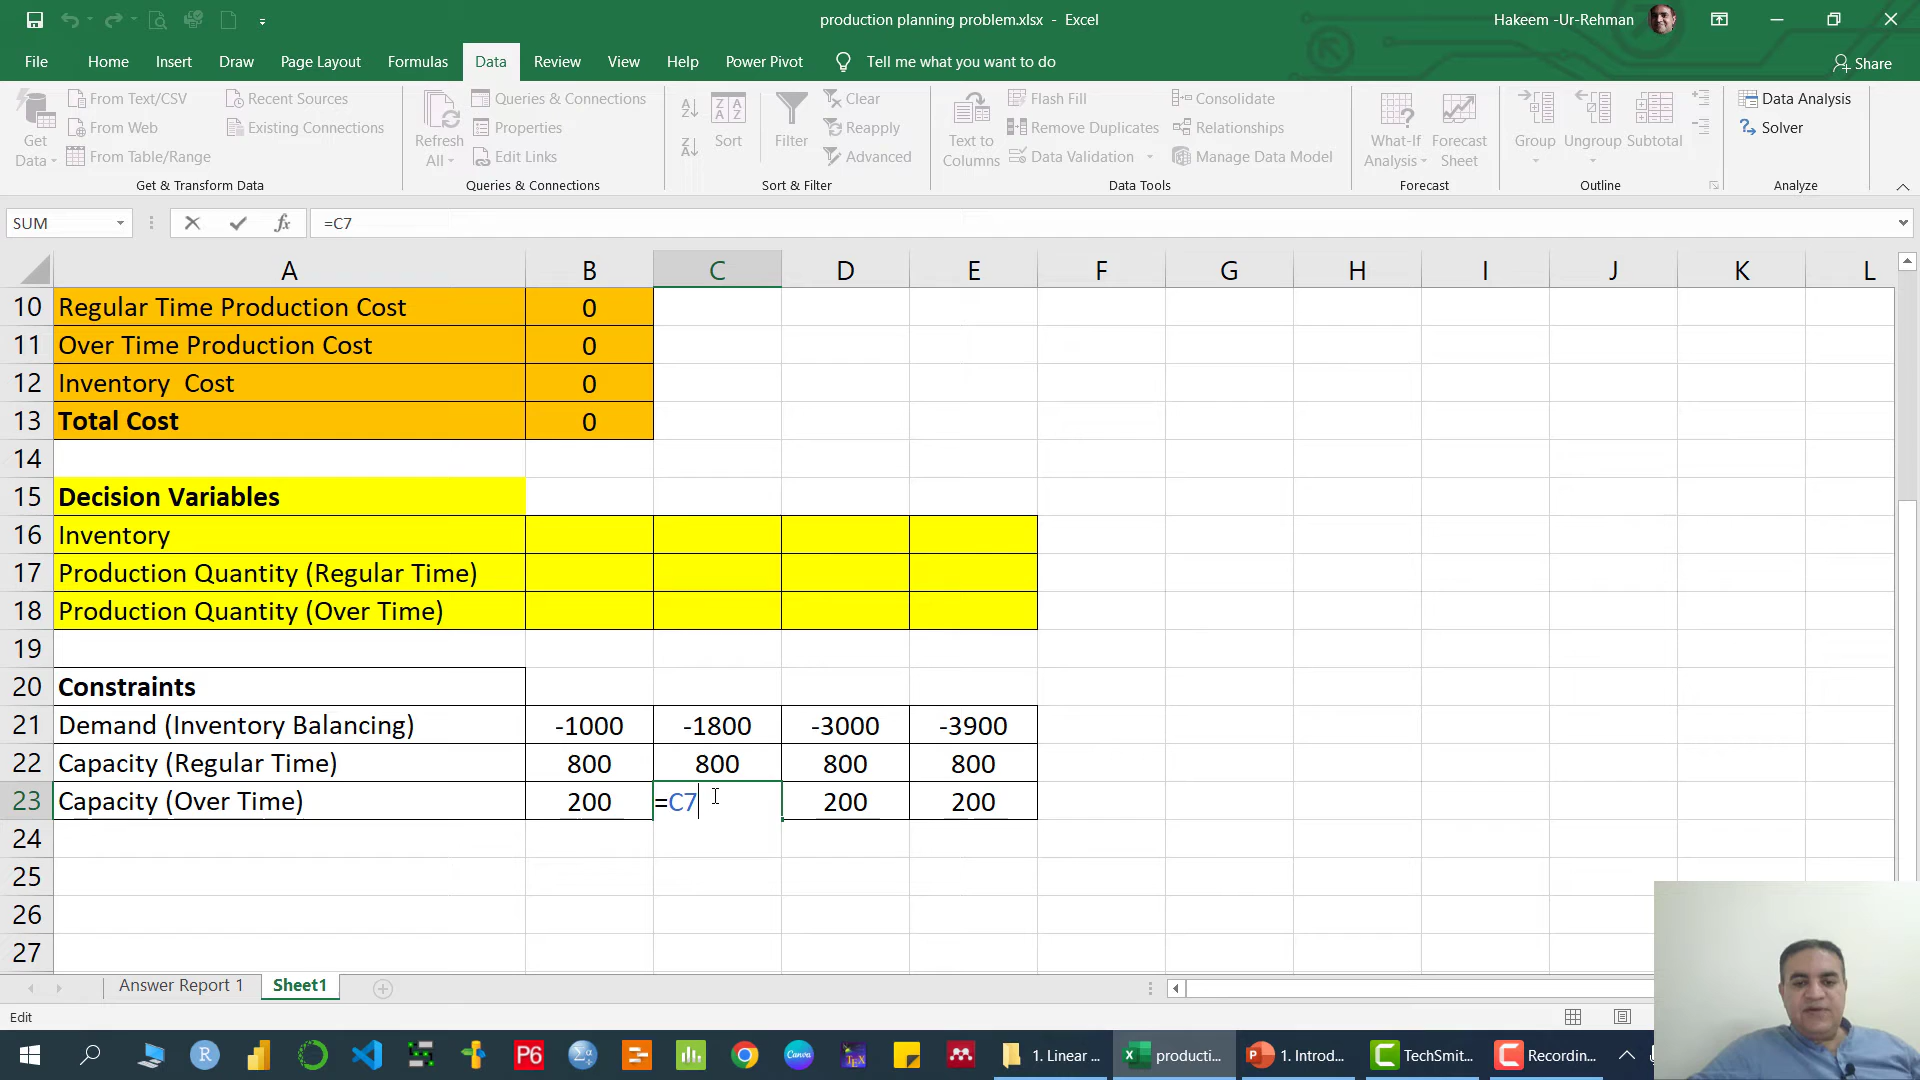 production planning problem.xlsx - Excel
Hakeem -Ur-Rehman
File Home Insert Draw Page Layout Formulas Data Review View Help Power Pivot Tell me what you want to do Share
Get Data
From Text/CSV
From Web
From Table/Range
Recent Sources
Existing Connections
Get & Transform Data
Refresh All
Queries & Connections
Properties
Edit Links
Queries & Connections
Sort
Filter
Clear
Reapply
Advanced
Sort & Filter
Text to Columns
Flash Fill
Remove Duplicates
Data Validation
Consolidate
Relationships
Manage Data Model
Data Tools
What-If Analysis
Forecast Sheet
Forecast
Group
Ungroup
Subtotal
Outline
Data Analysis
Solver
Analyze
SUM fx =C7
A B C D E F G H I J K L
10 Regular Time Production Cost 0
11 Over Time Production Cost 0
12 Inventory Cost 0
13 Total Cost 0
14
15 Decision Variables
16 Inventory
17 Production Quantity (Regular Time)
18 Production Quantity (Over Time)
19
20 Constraints
21 Demand (Inventory Balancing) -1000 -1800 -3000 -3900
22 Capacity (Regular Time) 800 800 800 800
23 Capacity (Over Time) 200 =C7 200 200
24
25
26
27
Answer Report 1 Sheet1
Edit
R P6 Canva 1. Linear ... producti... 1. Introd... TechSmit... Recordin...